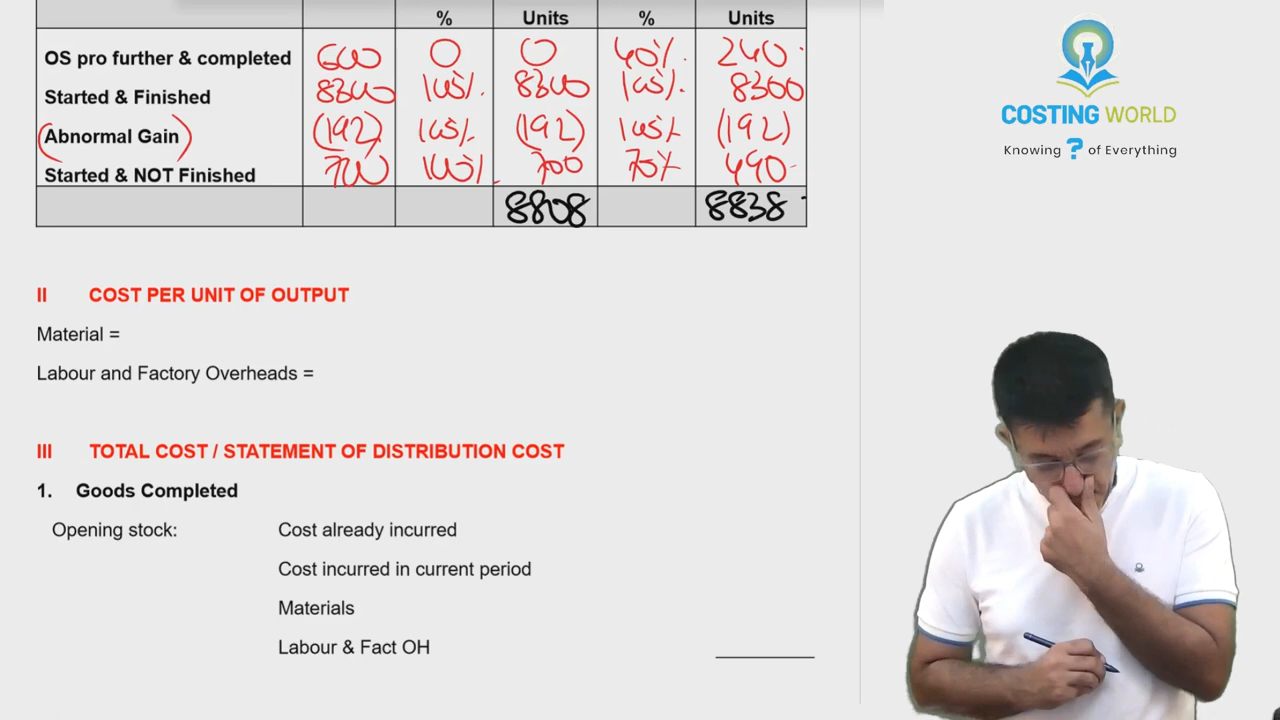 % Units % Units
OS pro further & completed 600 0 0 40% 240
Started & Finished 8300 100% 8300 100% 8300
(Abnormal Gain) (192) 100% (192) 100% (192)
Started & NOT Finished 700 100% 700 70% 490
8808 8838
II COST PER UNIT OF OUTPUT
Material =
Labour and Factory Overheads =
III TOTAL COST / STATEMENT OF DISTRIBUTION COST
1. Goods Completed
Opening stock: Cost already incurred
Cost incurred in current period
Materials
Labour & Fact OH
COSTING WORLD
Knowing ? of Everything